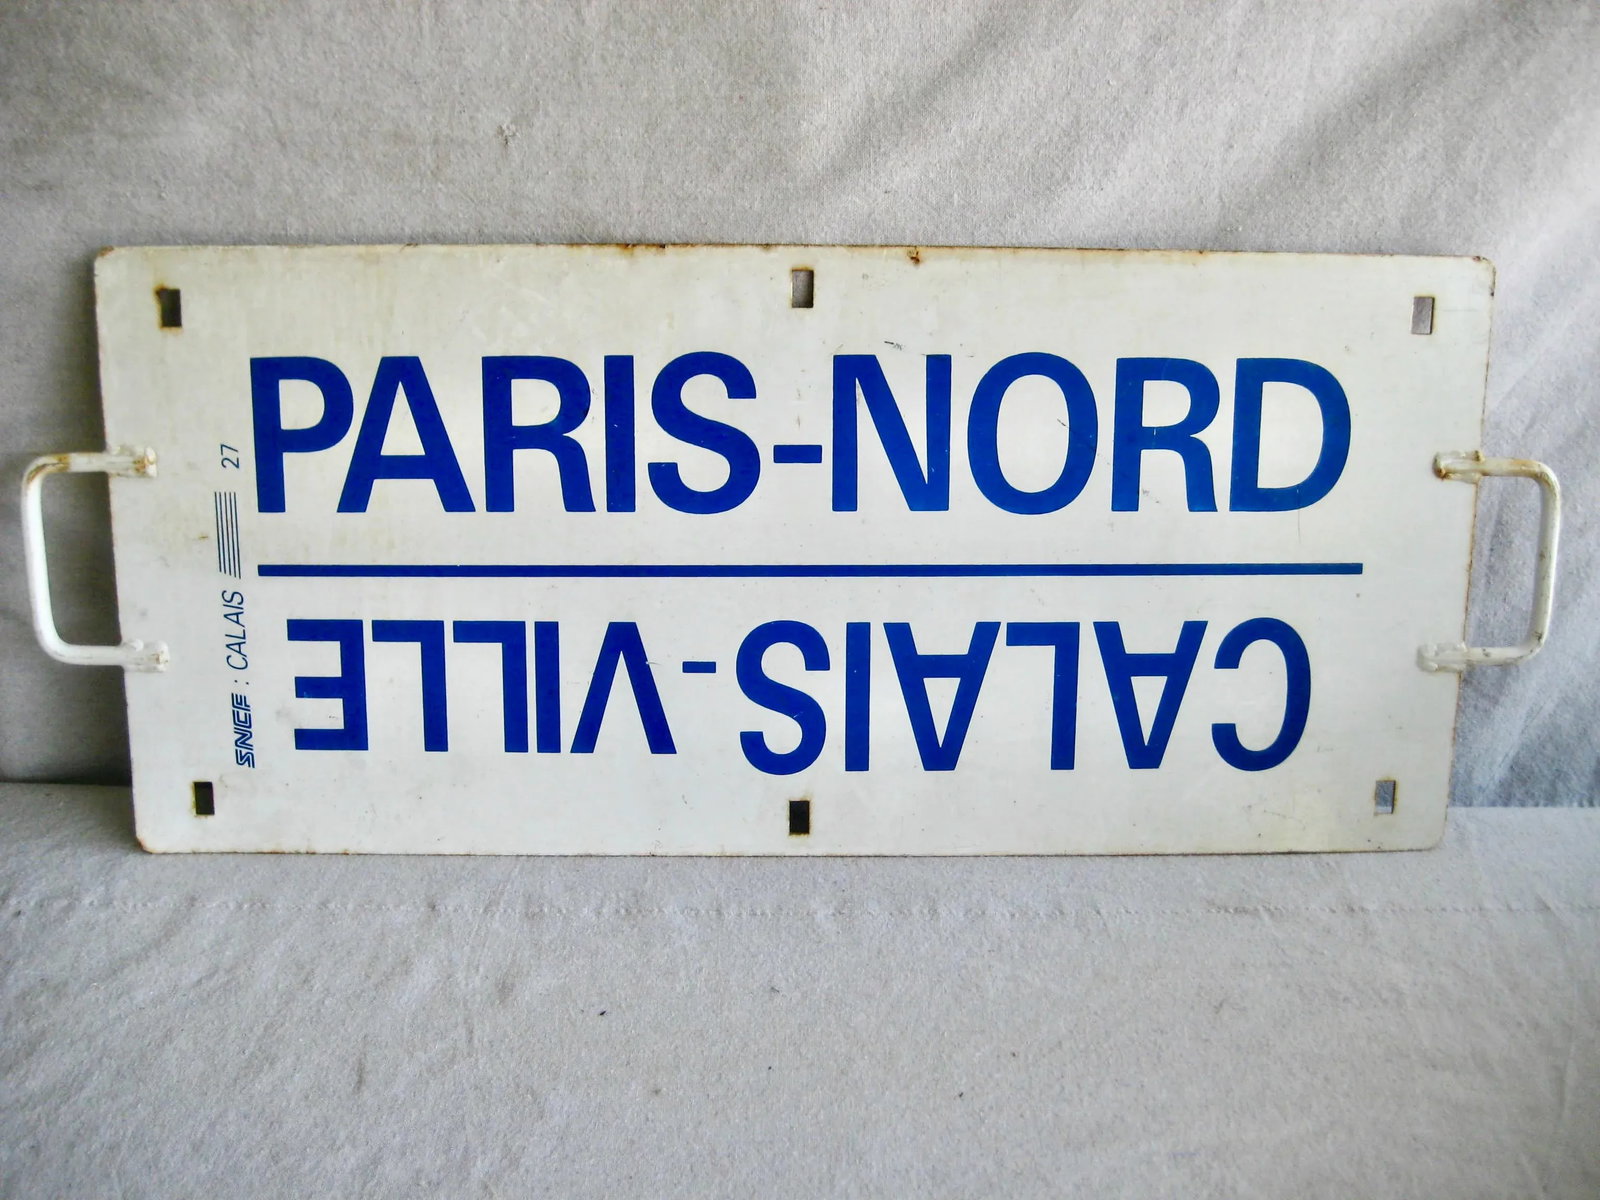 PARIS-NORD
CALAIS-VILLE
SNCF : CALAIS 27